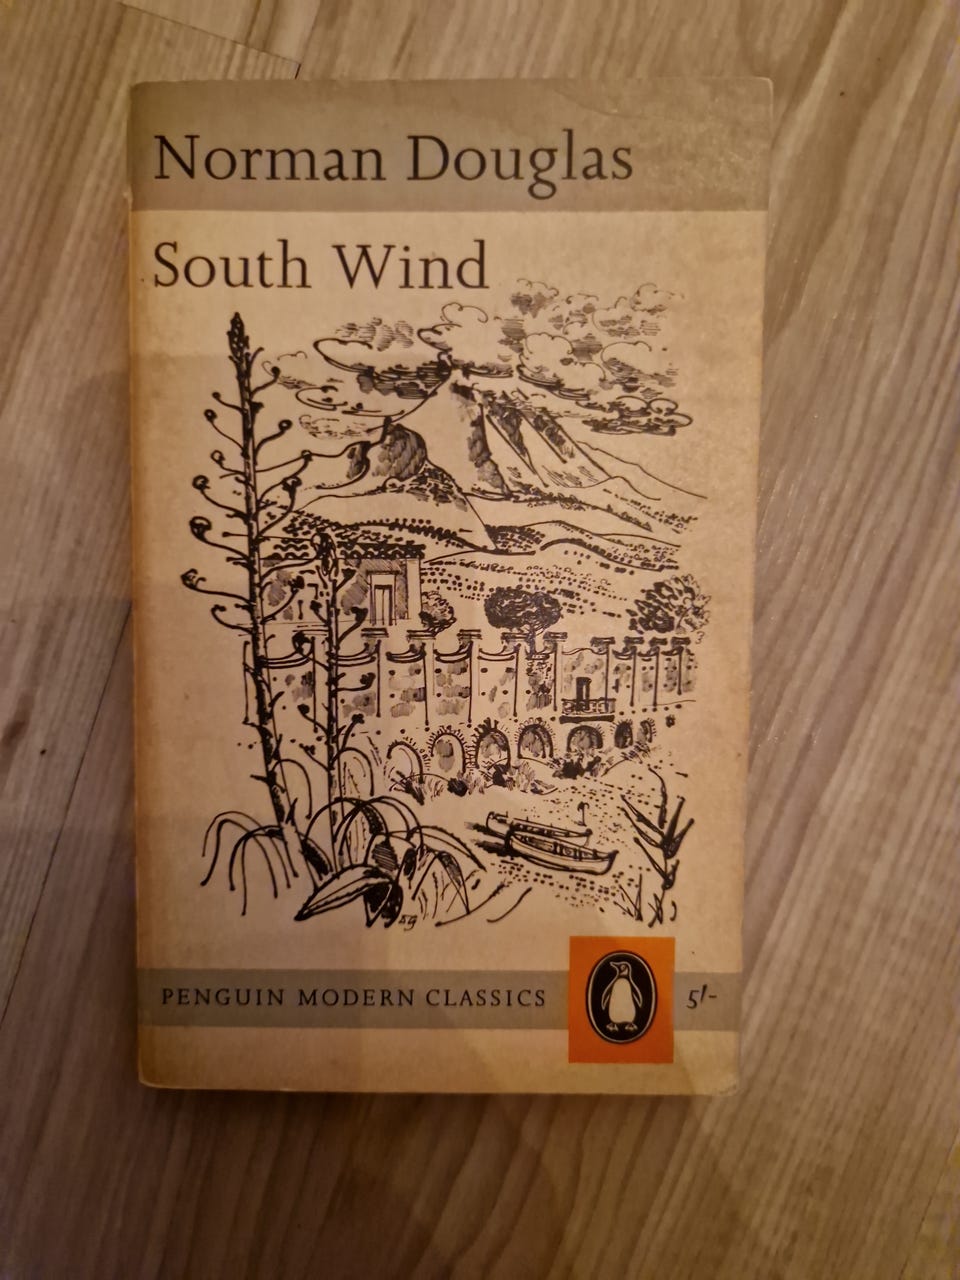 Norman Douglas
South Wind
PENGUIN MODERN CLASSICS
5/-